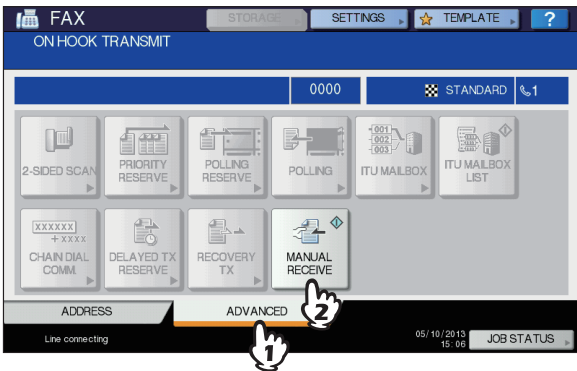 FAX STORAGE SETTINGS TEMPLATE ?
ON HOOK TRANSMIT
0000 STANDARD 1
2-SIDED SCAN
PRIORITY
RESERVE
POLLING
RESERVE
POLLING
001
002
003
ITU MAILBOX
ITU MAILBOX
LIST
XXXXXX
+XXXX
CHAIN DIAL
COMM.
DELAYED TX
RESERVE
RECOVERY
TX
MANUAL
RECEIVE
2
ADDRESS ADVANCED
1
Line connecting
05/10/2013
15:06
JOB STATUS